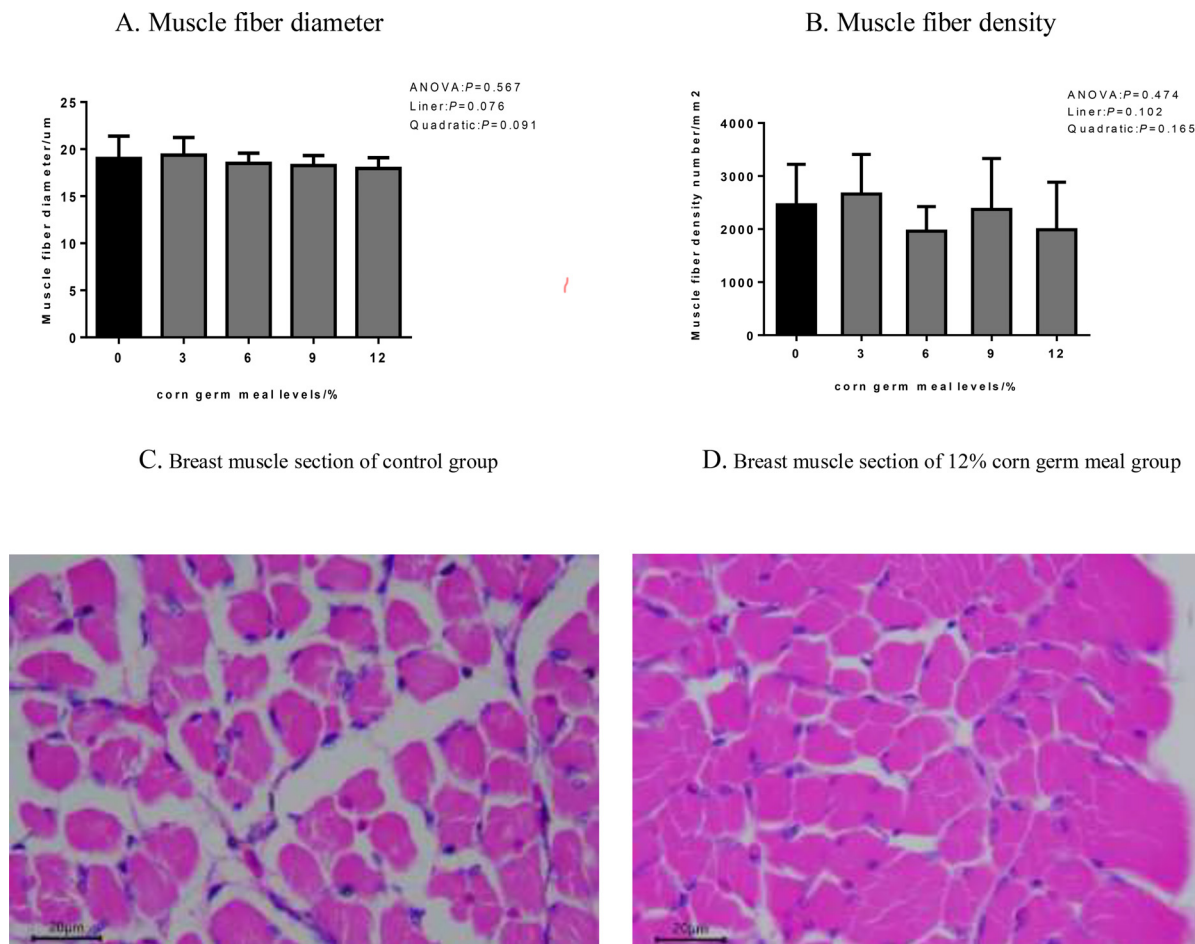 A. Muscle fiber diameter
ANOVA:P=0.567
Liner:P=0.076
Quadratic:P=0.091
Muscle fiber diameter/um
25
20
15
10
5
0
0 3 6 9 12
corn germ meal levels/%
B. Muscle fiber density
ANOVA:P=0.474
Liner:P=0.102
Quadratic:P=0.165
Muscle fiber density number/mm2
4000
3000
2000
1000
0
0 3 6 9 12
corn germ meal levels/%
C. Breast muscle section of control group
20μm
D. Breast muscle section of 12% corn germ meal group
20μm